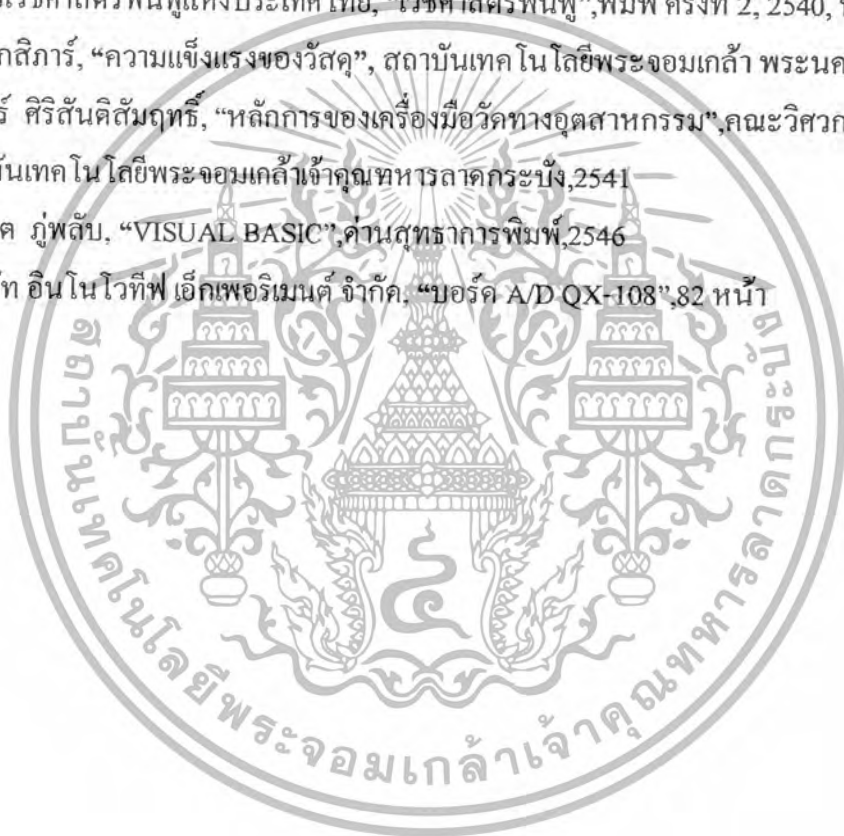 เวชศาสตร์ฟื้นฟูแห่งประเทศไทย, “เวชศาสตร์ฟื้นฟู”,พิมพ์ ครั้งที่ 2, 2540,
กสิภาร์, “ความแข็งแรงของวัสดุ”, สถาบันเทคโนโลยีพระจอมเกล้า พระนค
ร์ ศิริสันติสัมฤทธิ์, “หลักการของเครื่องมือวัดทางอุตสาหกรรม”,คณะวิศวก
ันเทคโนโลยีพระจอมเกล้าเจ้าคุณทหารลาดกระบัง,2541
ต ภู่พลับ, “VISUAL BASIC”,ด่านสุทธาการพิมพ์,2546
ัท อินโนโวทีฟ เอ็กเพอริเมนต์ จำกัด, “บอร์ด A/D QX-108”,82 หน้า
สถาบันเทคโนโลยีพระจอมเกล้าเจ้าคุณทหารลาดกระบัง